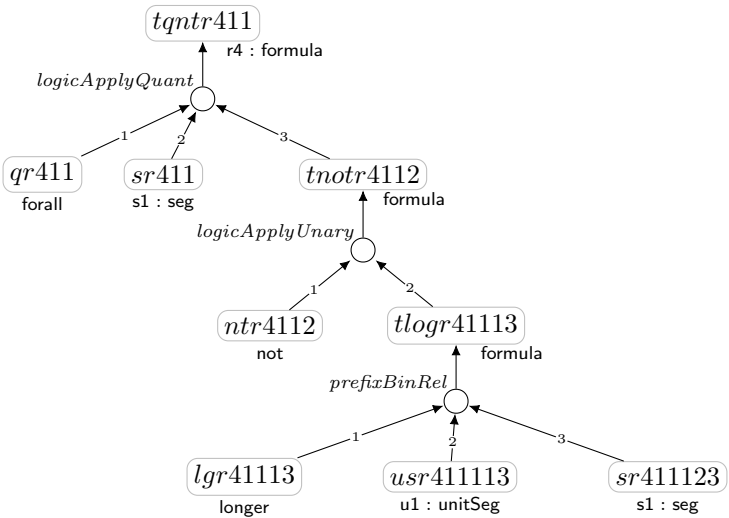 tqntr411
r4 : formula
logicApplyQuant
1
2
3
qr411
sr411
tnotr4112
forall
s1 : seg
formula
logicApplyUnary
1
2
ntr4112
tlogr41113
not
formula
prefixBinRel
1
2
3
lgr41113
usr411113
sr411123
longer
u1 : unitSeg
s1 : seg